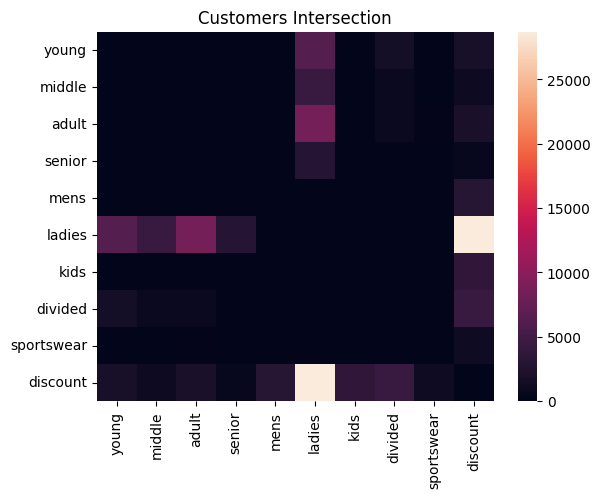 Customers Intersection
young
middle
adult
senior
mens
ladies
kids
divided
sportswear
discount
young
middle
adult
senior
mens
ladies
kids
divided
sportswear
discount
25000
20000
15000
10000
5000
0